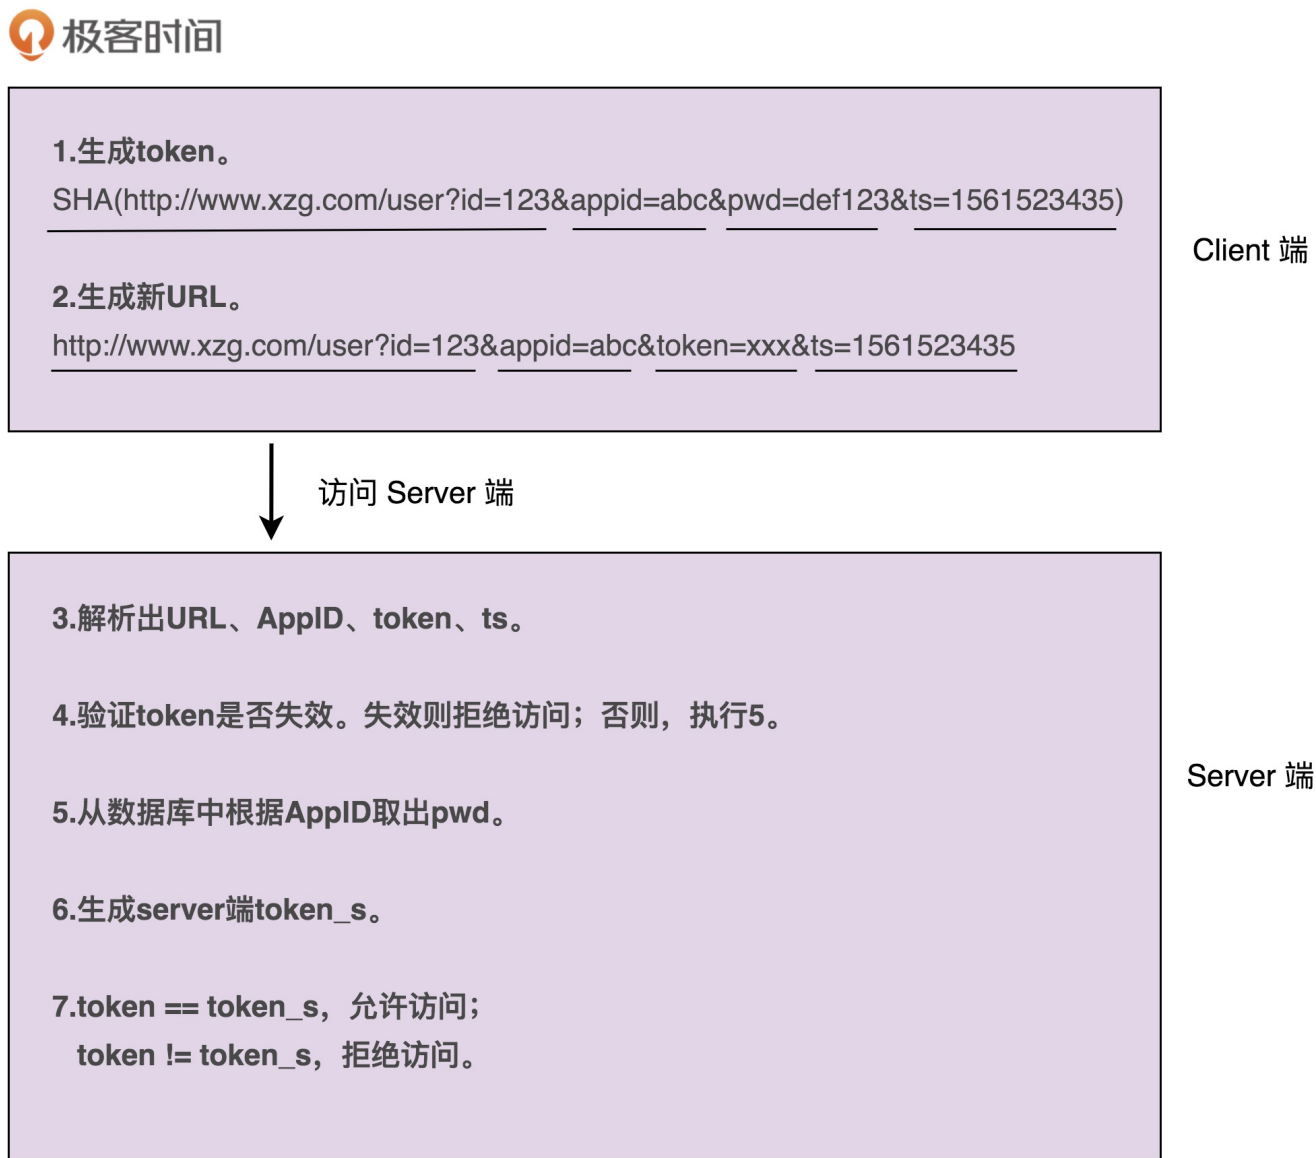 极客时间
1.生成token。
SHA(http://www.xzg.com/user?id=123&appid=abc&pwd=def123&ts=1561523435)
Client 端
2.生成新URL。
http://www.xzg.com/user?id=123&appid=abc&token=xxx&ts=1561523435
访问 Server 端
3.解析出URL、AppID、token、ts。
4.验证token是否失效。失效则拒绝访问；否则，执行5。
Server 端
5.从数据库中根据AppID取出pwd。
6.生成server端token_s。
7.token == token_s，允许访问；
token != token_s，拒绝访问。